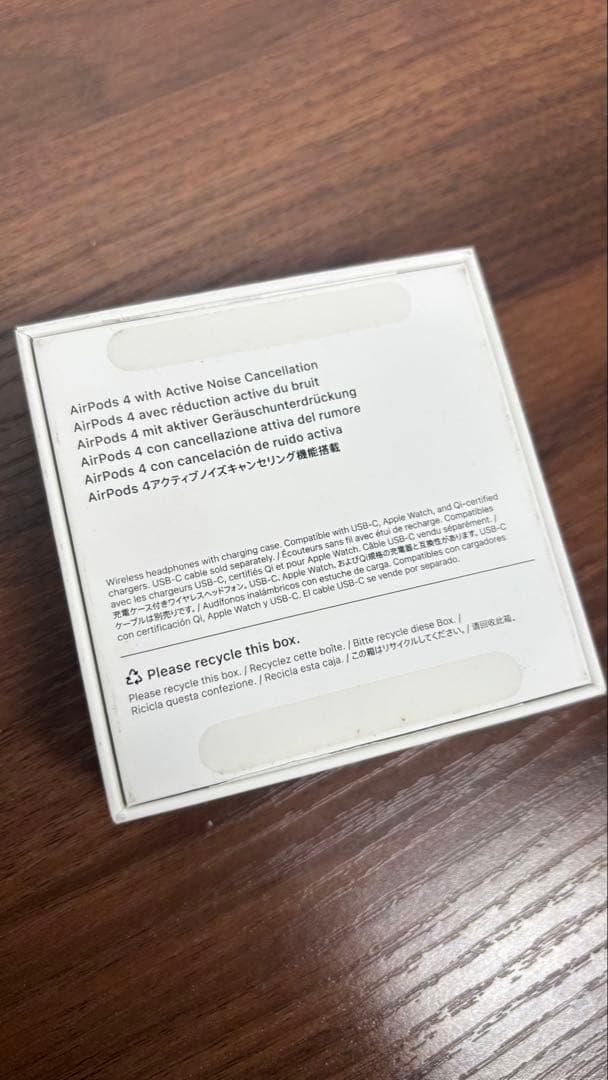 AirPods 4 with Active Noise Cancellation
AirPods 4 avec réduction active du bruit
AirPods 4 mit aktiver Geräuschunterdrückung
AirPods 4 con cancellazione attiva del rumore
AirPods 4 con cancelación de ruido activa
AirPods 4アクティブノイズキャンセリング機能搭載
Wireless headphones with charging case. Compatible with USB-C, Apple Watch, and Qi-certified
chargers. USB-C cable sold separately. / Écouteurs sans fil avec étui de recharge. Compatibles
avec les chargeurs USB-C, certifiés Qi et pour Apple Watch. Câble USB-C vendu séparément. /
充電ケース付きワイヤレスヘッドフォン。USB-C、Apple Watch、およびQi規格の充電器と互換性があります。USB-C
ケーブルは別売りです。/ Audífonos inalámbricos con estuche de carga. Compatibles con cargadores
con certificación Qi, Apple Watch y USB-C. El cable USB-C se vende por separado.
Please recycle this box.
Please recycle this box. / Recyclez cette boîte. / Bitte recycle diese Box. /
Ricicla questa confezione. / Recicla esta caja. / この箱はリサイクルしてください。/ 请回收此箱。